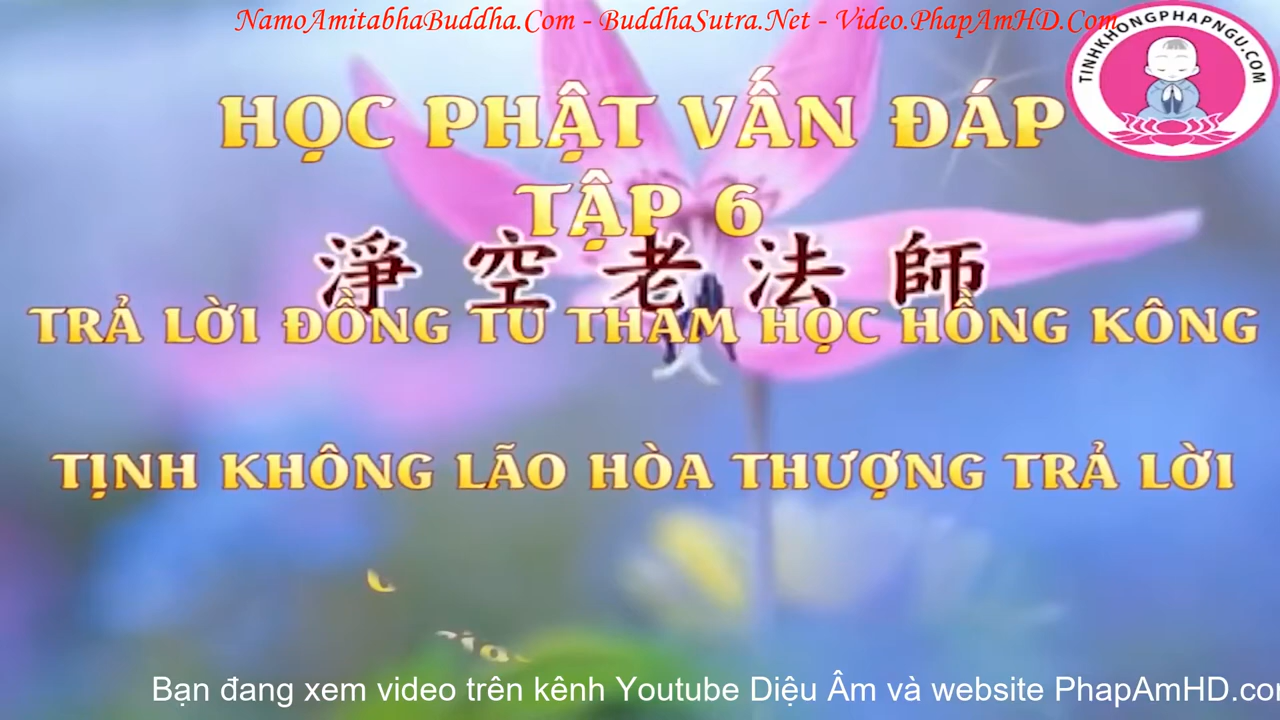 NamoAmitabhaBuddha.Com - BuddhaSutra.Net - Video.PhapAmHD.Com
TINHKHONGPHAPNGU.COM
HỌC PHẬT VẤN ĐÁP
TẬP 6
淨空老法師
TRẢ LỜI ĐỒNG TU THAM HỌC HỒNG KÔNG
TỊNH KHÔNG LÃO HÒA THƯỢNG TRẢ LỜI
Bạn đang xem video trên kênh Youtube Diệu Âm và website PhapAmHD.com